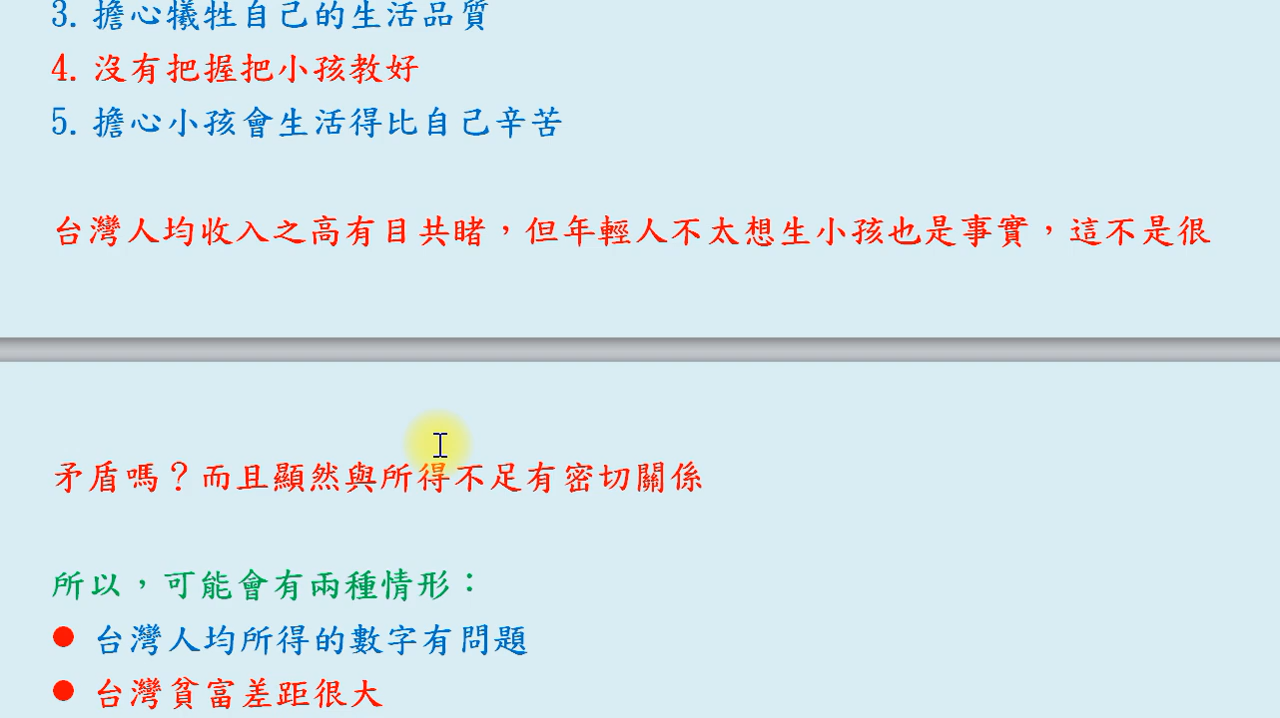 3. 擔心犧牲自己的生活品質
4. 沒有把握把小孩教好
5. 擔心小孩會生活得比自己辛苦
台灣人均收入之高有目共睹，但年輕人不太想生小孩也是事實，這不是很
矛盾嗎？而且顯然與所得不足有密切關係
所以，可能會有兩種情形：
● 台灣人均所得的數字有問題
● 台灣貧富差距很大